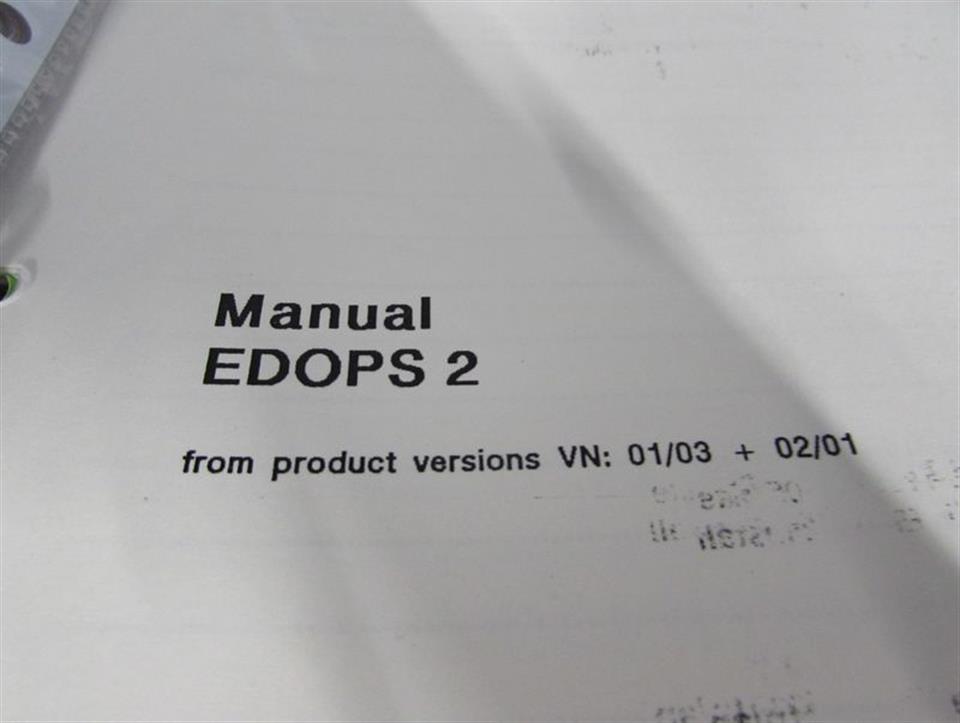 Manual
EDOPS 2
from product versions VN: 01/03 + 02/01